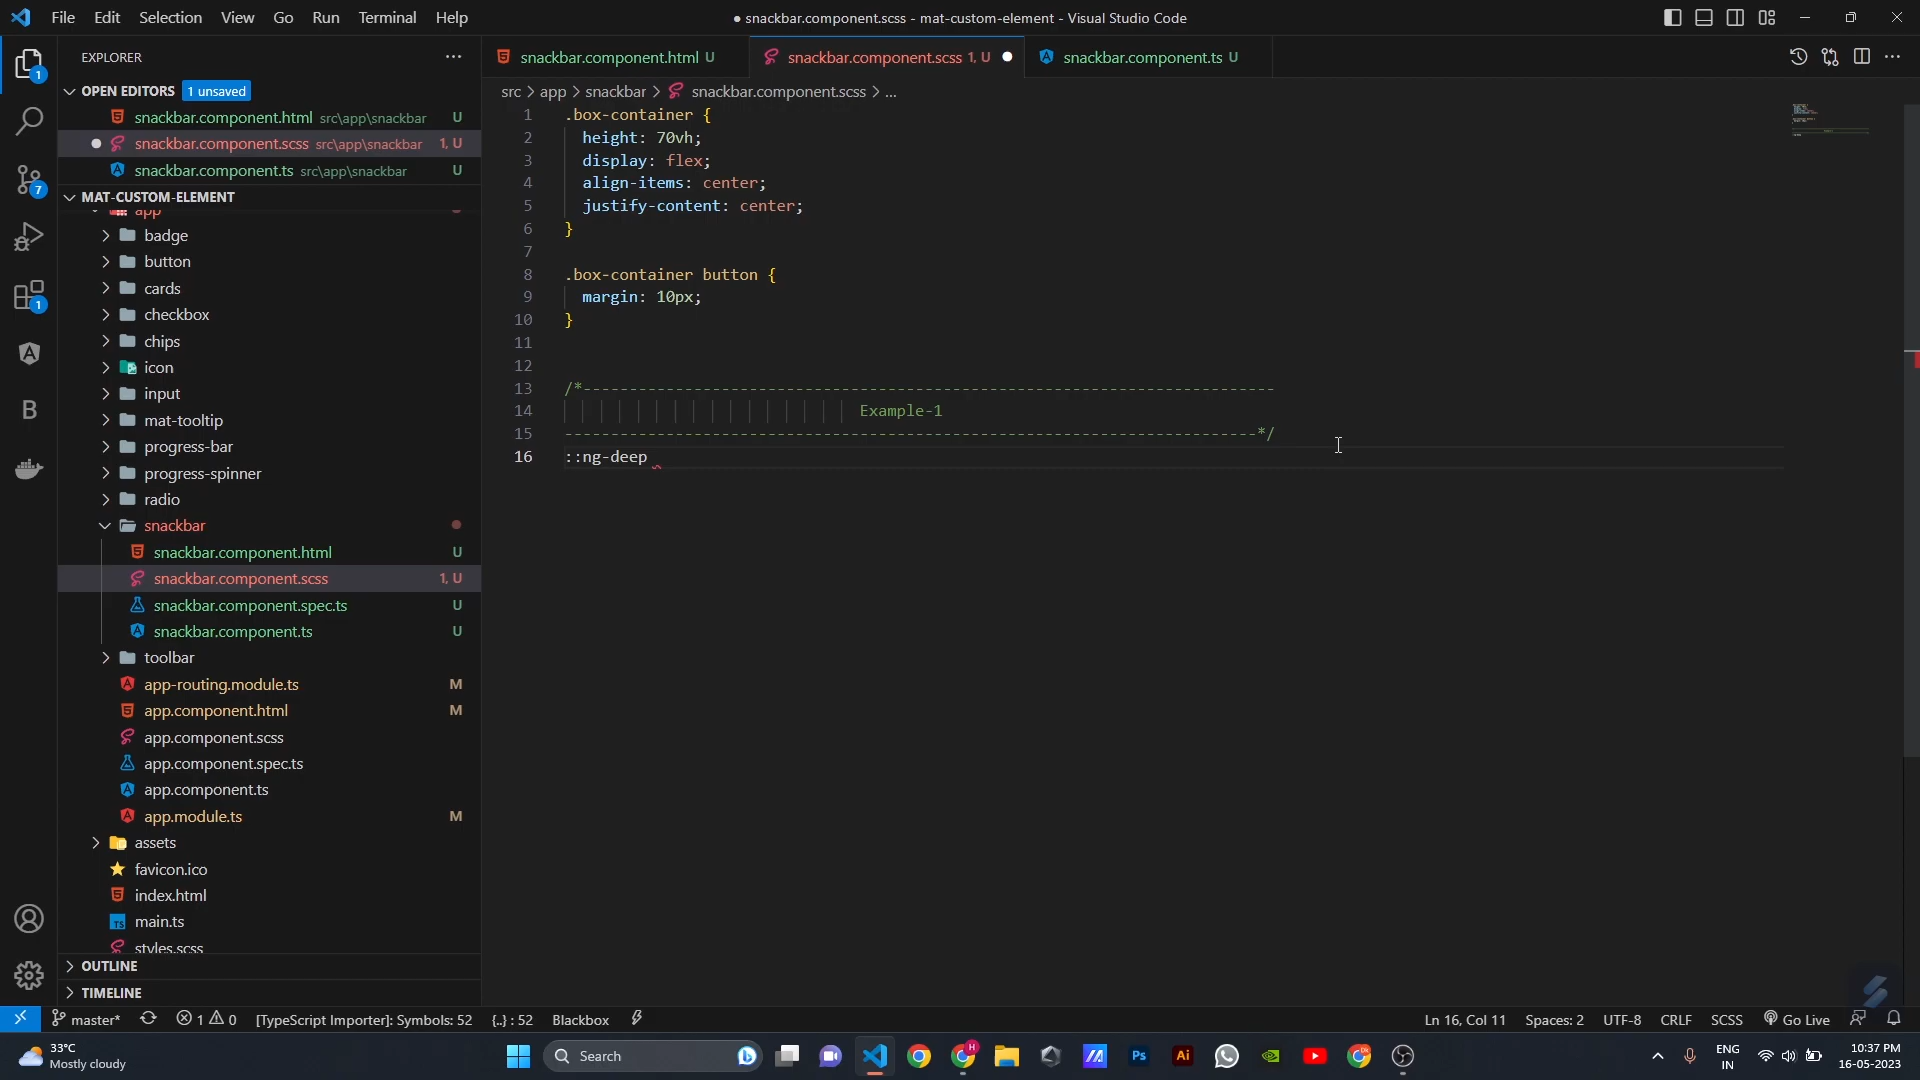 File Edit Selection View Go Run Terminal Help
● snackbar.component.scss - mat-custom-element - Visual Studio Code
EXPLORER
snackbar.component.html U
snackbar.component.scss 1, U
snackbar.component.ts U
OPEN EDITORS 1 unsaved
src > app > snackbar > snackbar.component.scss > ...
snackbar.component.html src\app\snackbar U
snackbar.component.scss src\app\snackbar 1, U
snackbar.component.ts src\app\snackbar U
MAT-CUSTOM-ELEMENT
app
badge
button
cards
checkbox
chips
icon
input
mat-tooltip
progress-bar
progress-spinner
radio
snackbar
snackbar.component.html U
snackbar.component.scss 1, U
snackbar.component.spec.ts U
snackbar.component.ts U
toolbar
app-routing.module.ts M
app.component.html M
app.component.scss
app.component.spec.ts
app.component.ts
app.module.ts M
assets
favicon.ico
index.html
main.ts
styles.scss
OUTLINE
TIMELINE
1 .box-container {
2 height: 70vh;
3 display: flex;
4 align-items: center;
5 justify-content: center;
6 }
7
8 .box-container button {
9 margin: 10px;
10 }
11
12
13 /*---------------------------------------------------------------------------
14 Example-1
15 ---------------------------------------------------------------------------*/
16 ::ng-deep
master* 1 0 [TypeScript Importer]: Symbols: 52 {..} : 52 Blackbox
Ln 16, Col 11 Spaces: 2 UTF-8 CRLF SCSS Go Live
33°C
Mostly cloudy
Search
ENG
IN
10:37 PM
16-05-2023